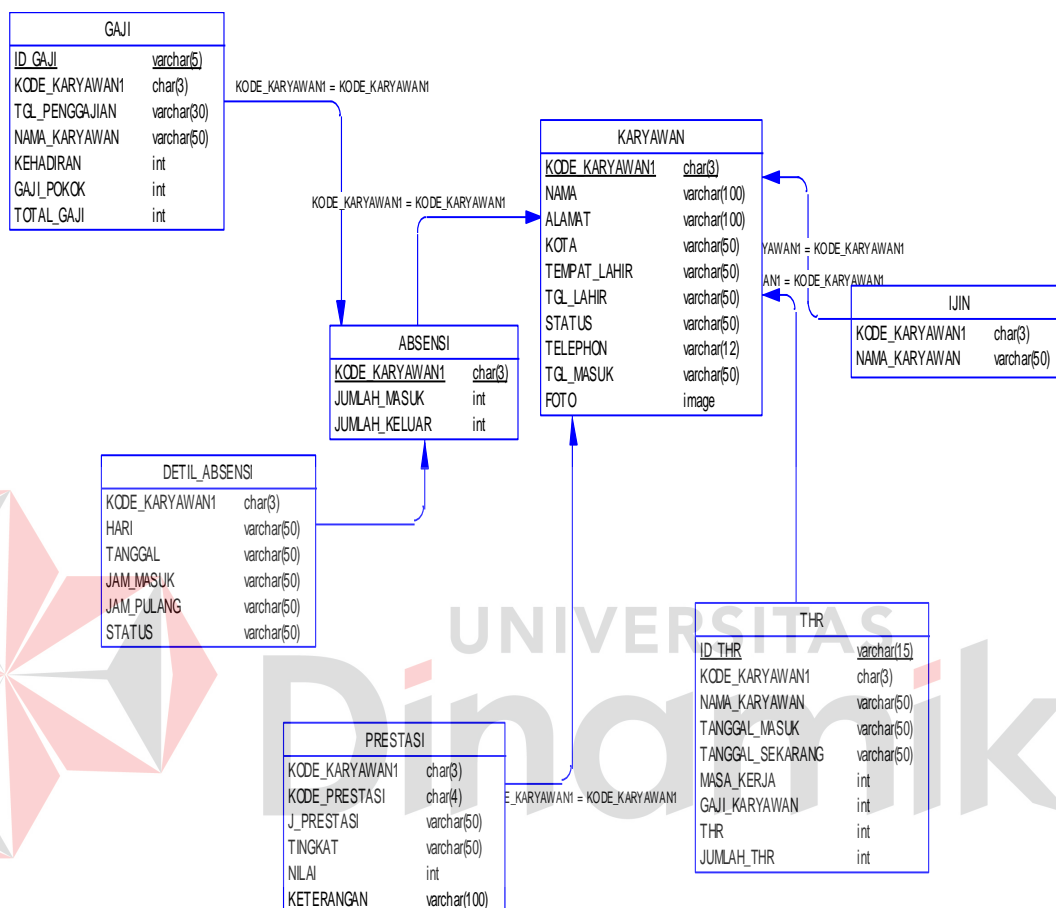 GAJI
ID_GAJI varchar(5)
KODE_KARYAWAN1 char(3)
TGL_PENGGAJIAN varchar(30)
NAMA_KARYAWAN varchar(50)
KEHADIRAN int
GAJI_POKOK int
TOTAL_GAJI int
KODE_KARYAWAN1 = KODE_KARYAWAN1
KODE_KARYAWAN1 = KODE_KARYAWAN1
KARYAWAN
KODE_KARYAWAN1 char(3)
NAMA varchar(100)
ALAMAT varchar(100)
KOTA varchar(50)
TEMPAT_LAHIR varchar(50)
TGL_LAHIR varchar(50)
STATUS varchar(50)
TELEPHON varchar(12)
TGL_MASUK varchar(50)
FOTO image
YAWAN1 = KODE_KARYAWAN1
AN1 = KODE_KARYAWAN1
IJIN
KODE_KARYAWAN1 char(3)
NAMA_KARYAWAN varchar(50)
ABSENSI
KODE_KARYAWAN1 char(3)
JUMLAH_MASUK int
JUMLAH_KELUAR int
DETIL_ABSENSI
KODE_KARYAWAN1 char(3)
HARI varchar(50)
TANGGAL varchar(50)
JAM_MASUK varchar(50)
JAM_PULANG varchar(50)
STATUS varchar(50)
UNIVERSITAS
Dinamik
THR
ID_THR varchar(15)
KODE_KARYAWAN1 char(3)
NAMA_KARYAWAN varchar(50)
TANGGAL_MASUK varchar(50)
TANGGAL_SEKARANG varchar(50)
MASA_KERJA int
GAJI_KARYAWAN int
THR int
JUMLAH_THR int
PRESTASI
KODE_KARYAWAN1 char(3)
KODE_PRESTASI char(4)
J_PRESTASI varchar(50)
TINGKAT varchar(50)
NILAI int
KETERANGAN varchar(100)
E_KARYAWAN1 = KODE_KARYAWAN1